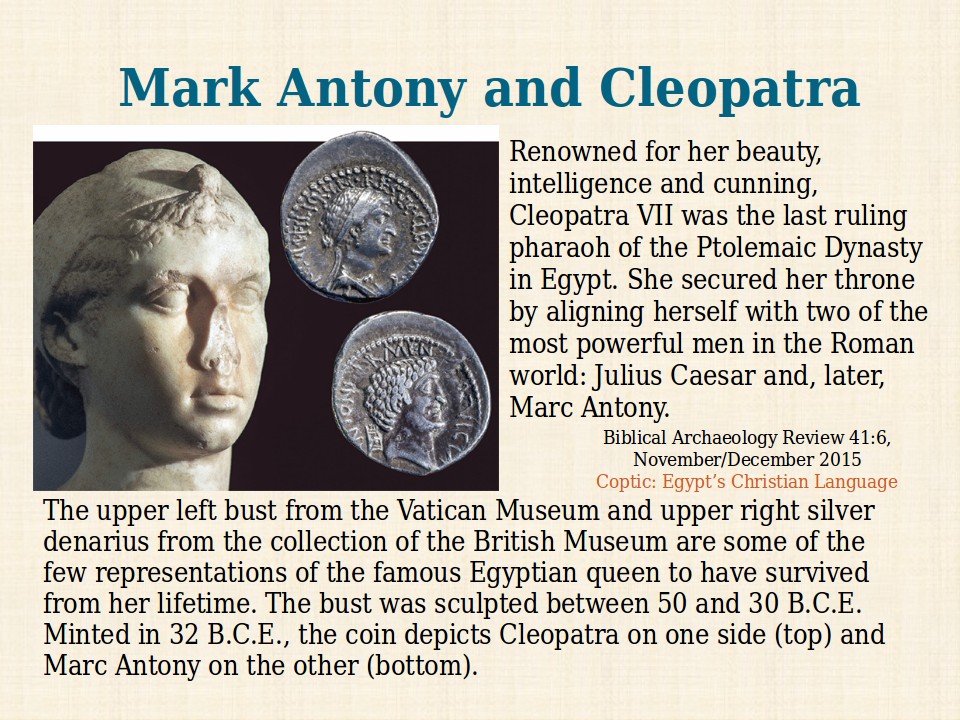 Mark Antony and Cleopatra
Renowned for her beauty,
intelligence and cunning,
Cleopatra VII was the last ruling
pharaoh of the Ptolemaic Dynasty
in Egypt. She secured her throne
by aligning herself with two of the
most powerful men in the Roman
world: Julius Caesar and, later,
Marc Antony.
Biblical Archaeology Review 41:6,
November/December 2015
Coptic: Egypt’s Christian Language
The upper left bust from the Vatican Museum and upper right silver
denarius from the collection of the British Museum are some of the
few representations of the famous Egyptian queen to have survived
from her lifetime. The bust was sculpted between 50 and 30 B.C.E.
Minted in 32 B.C.E., the coin depicts Cleopatra on one side (top) and
Marc Antony on the other (bottom).